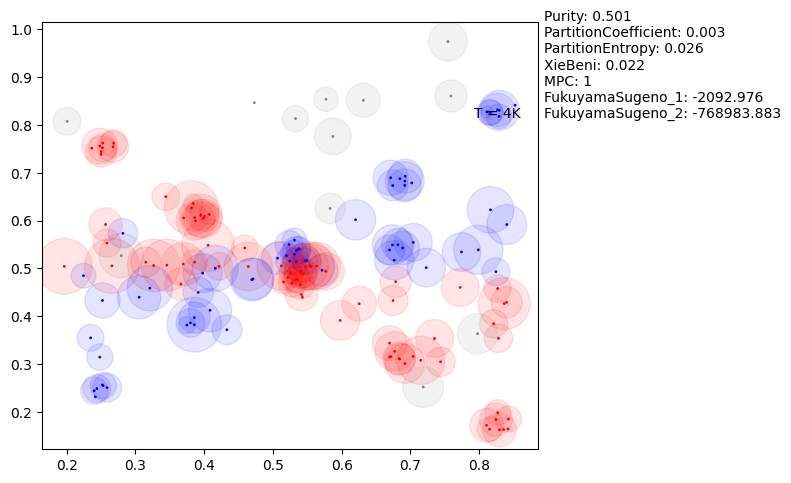 Purity: 0.501
PartitionCoefficient: 0.003
PartitionEntropy: 0.026
XieBeni: 0.022
MPC: 1
FukuyamaSugeno_1: -2092.976
FukuyamaSugeno_2: -768983.883
T = 4K
1.0
0.9
0.8
0.7
0.6
0.5
0.4
0.3
0.2
0.2 0.3 0.4 0.5 0.6 0.7 0.8